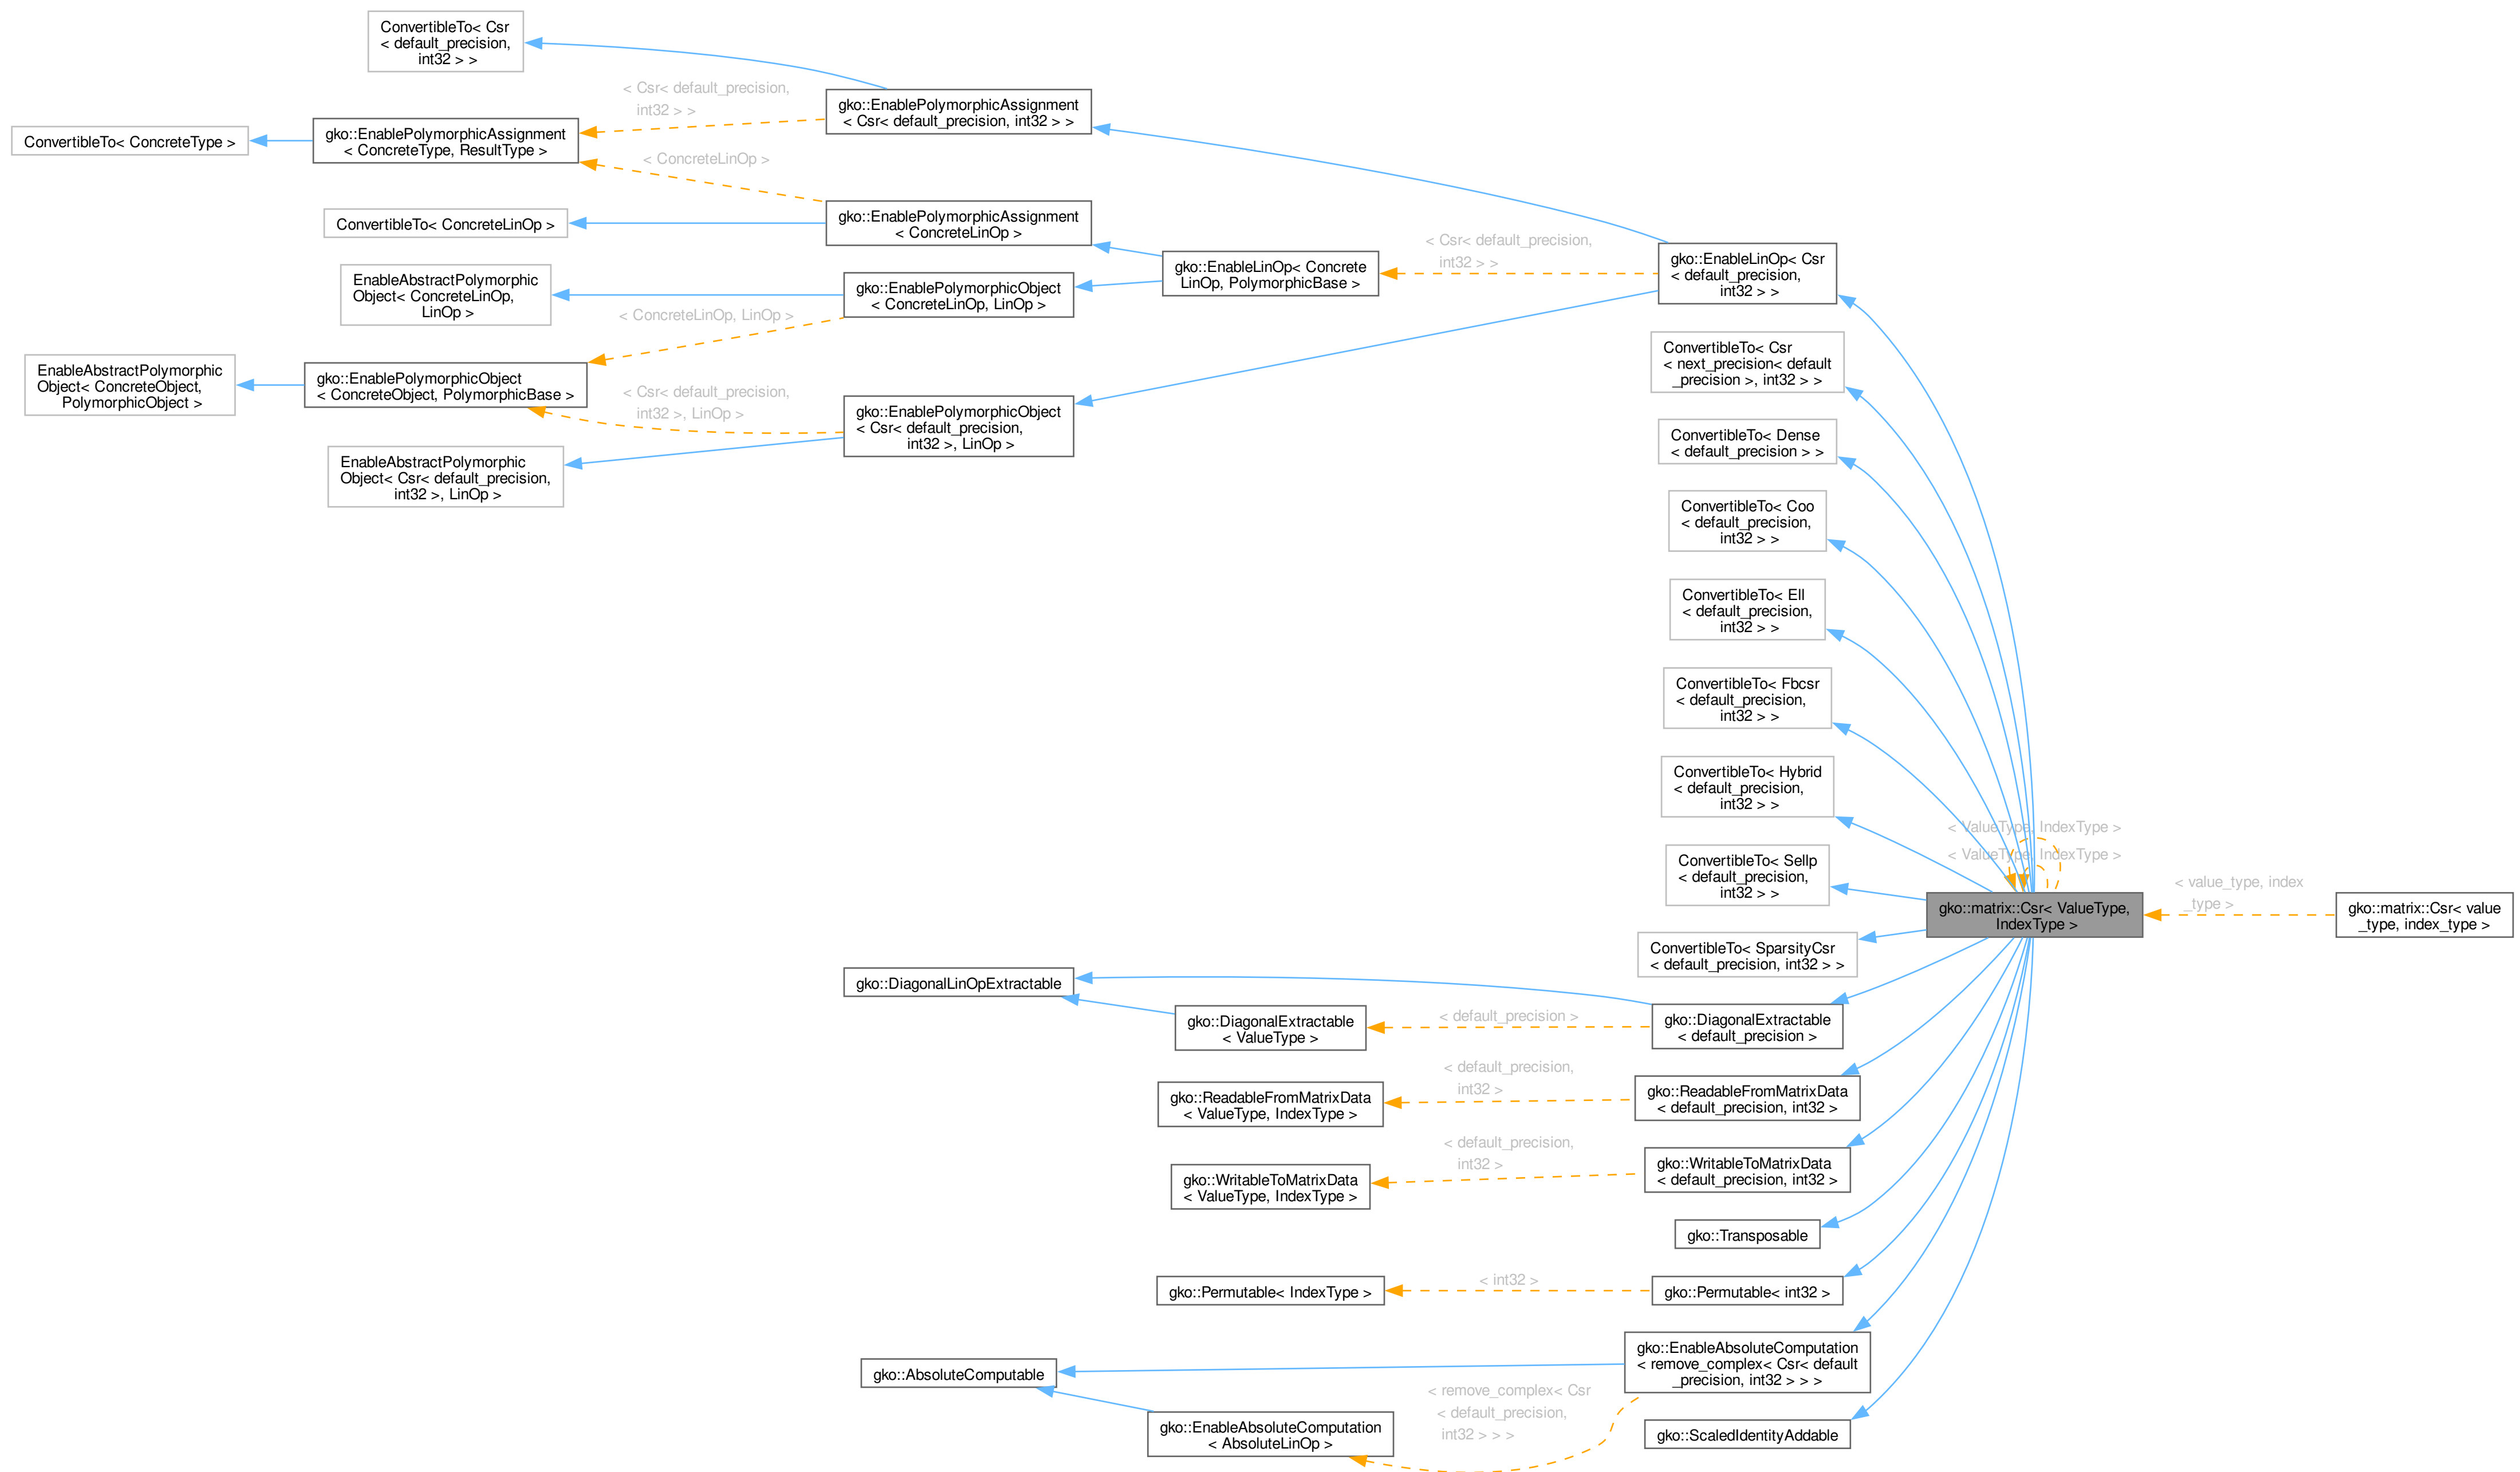 ConvertibleTo< Csr
< default_precision,
int32 > >
ConvertibleTo< ConcreteType >
gko::EnablePolymorphicAssignment
< ConcreteType, ResultType >
< Csr< default_precision,
int32 > >
< ConcreteLinOp >
gko::EnablePolymorphicAssignment
< Csr< default_precision, int32 > >
ConvertibleTo< ConcreteLinOp >
gko::EnablePolymorphicAssignment
< ConcreteLinOp >
EnableAbstractPolymorphic
Object< ConcreteLinOp,
LinOp >
gko::EnablePolymorphicObject
< ConcreteLinOp, LinOp >
gko::EnableLinOp< Concrete
LinOp, PolymorphicBase >
< Csr< default_precision,
int32 > >
gko::EnableLinOp< Csr
< default_precision,
int32 > >
< ConcreteLinOp, LinOp >
EnableAbstractPolymorphic
Object< ConcreteObject,
PolymorphicObject >
gko::EnablePolymorphicObject
< ConcreteObject, PolymorphicBase >
< Csr< default_precision,
int32 >, LinOp >
gko::EnablePolymorphicObject
< Csr< default_precision,
int32 >, LinOp >
EnableAbstractPolymorphic
Object< Csr< default_precision,
int32 >, LinOp >
ConvertibleTo< Csr
< next_precision< default
_precision >, int32 > >
ConvertibleTo< Dense
< default_precision > >
ConvertibleTo< Coo
< default_precision,
int32 > >
ConvertibleTo< Ell
< default_precision,
int32 > >
ConvertibleTo< Fbcsr
< default_precision,
int32 > >
ConvertibleTo< Hybrid
< default_precision,
int32 > >
ConvertibleTo< Sellp
< default_precision,
int32 > >
ConvertibleTo< SparsityCsr
< default_precision, int32 > >
< ValueType, IndexType >
< ValueType, IndexType >
gko::matrix::Csr< ValueType,
IndexType >
< value_type, index
_type >
gko::matrix::Csr< value
_type, index_type >
gko::DiagonalLinOpExtractable
gko::DiagonalExtractable
< ValueType >
< default_precision >
gko::DiagonalExtractable
< default_precision >
gko::ReadableFromMatrixData
< ValueType, IndexType >
< default_precision,
int32 >
gko::ReadableFromMatrixData
< default_precision, int32 >
gko::WritableToMatrixData
< ValueType, IndexType >
< default_precision,
int32 >
gko::WritableToMatrixData
< default_precision, int32 >
gko::Transposable
gko::Permutable< IndexType >
< int32 >
gko::Permutable< int32 >
gko::AbsoluteComputable
gko::EnableAbsoluteComputation
< AbsoluteLinOp >
< remove_complex< Csr
< default_precision,
int32 > > >
gko::EnableAbsoluteComputation
< remove_complex< Csr< default
_precision, int32 > > >
gko::ScaledIdentityAddable